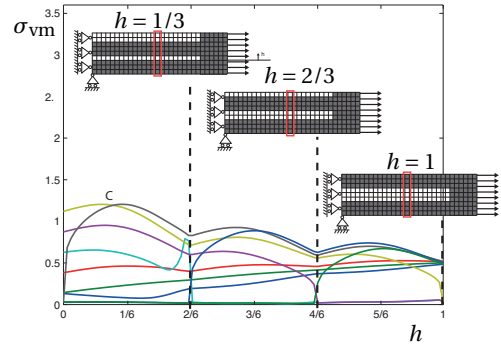 σvm
h = 1/3
h
h = 2/3
h = 1
3.5
3
2.
2
1.5
1
0.5
0
C
0
1/6
2/6
3/6
4/6
5/6
1
h